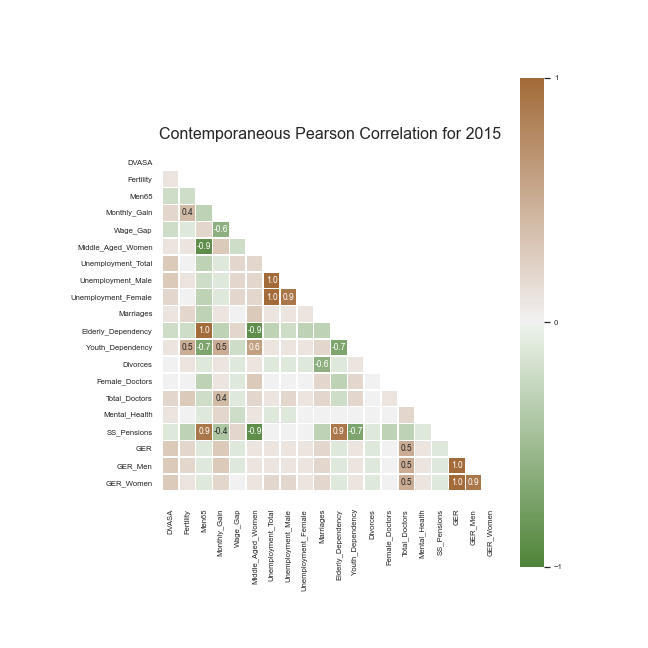 1
Contemporaneous Pearson Correlation for 2015
DVASA
Fertility
Men65
Monthly_Gain 0.4
Wage_Gap -0.6
Middle_Aged_Women -0.9
Unemployment_Total
Unemployment_Male 1.0
Unemployment_Female 1.0 0.9
Marriages
0
Elderly_Dependency 1.0 -0.9
Youth_Dependency 0.5 -0.7 0.5 0.6 -0.7
Divorces -0.6
Female_Doctors
Total_Doctors 0.4
Mental_Health
SS_Pensions 0.9 -0.4 -0.9 0.9 -0.7
GER 0.5
GER_Men 0.5 1.0
GER_Women 0.5 1.0 0.9
DVASA Fertility Men65 Monthly_Gain Wage_Gap Middle_Aged_Women Unemployment_Total Unemployment_Male Unemployment_Female Marriages Elderly_Dependency Youth_Dependency Divorces Female_Doctors Total_Doctors Mental_Health SS_Pensions GER GER_Men GER_Women
−1